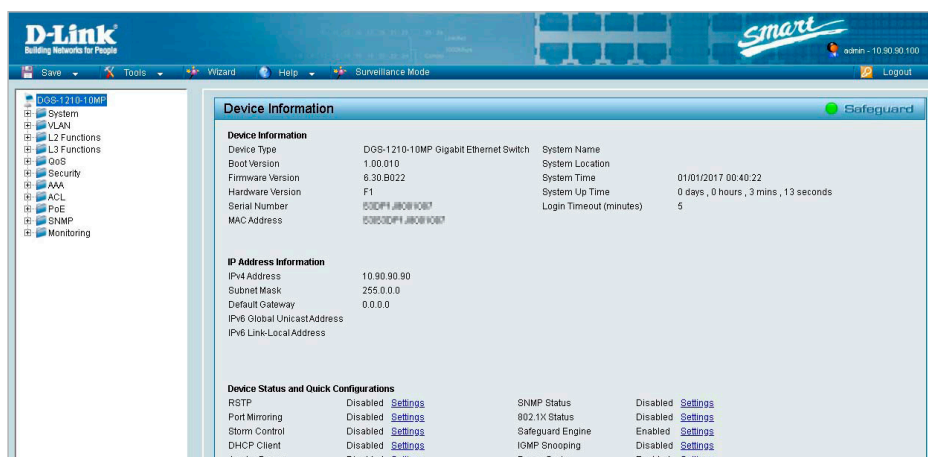 D-Link
Building Networks for People
smart
admin - 10.90.90.100
Save Tools Wizard Help Surveillance Mode Logout
DGS-1210-10MP
System
VLAN
L2 Functions
L3 Functions
QoS
Security
AAA
ACL
PoE
SNMP
Monitoring
Device Information Safeguard
Device Information
Device Type DGS-1210-10MP Gigabit Ethernet Switch System Name
Boot Version 1.00.010 System Location
Firmware Version 6.30.B022 System Time 01/01/2017 00:40:22
Hardware Version F1 System Up Time 0 days , 0 hours , 3 mins , 13 seconds
Serial Number Login Timeout (minutes) 5
MAC Address
IP Address Information
IPv4 Address 10.90.90.90
Subnet Mask 255.0.0.0
Default Gateway 0.0.0.0
IPv6 Global Unicast Address
IPv6 Link-Local Address
Device Status and Quick Configurations
RSTP Disabled Settings SNMP Status Disabled Settings
Port Mirroring Disabled Settings 802.1X Status Disabled Settings
Storm Control Disabled Settings Safeguard Engine Enabled Settings
DHCP Client Disabled Settings IGMP Snooping Disabled Settings